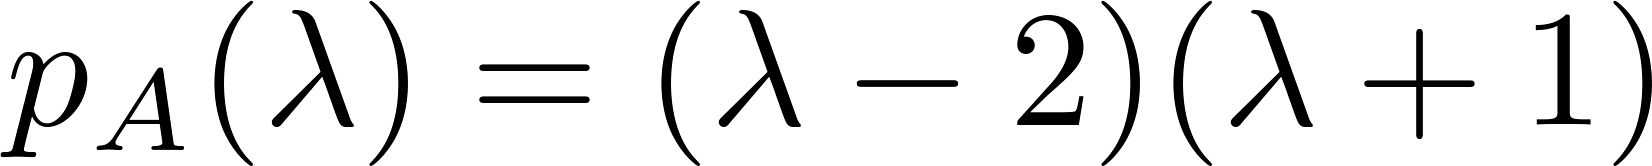 p_A(λ) = (λ − 2)(λ + 1)